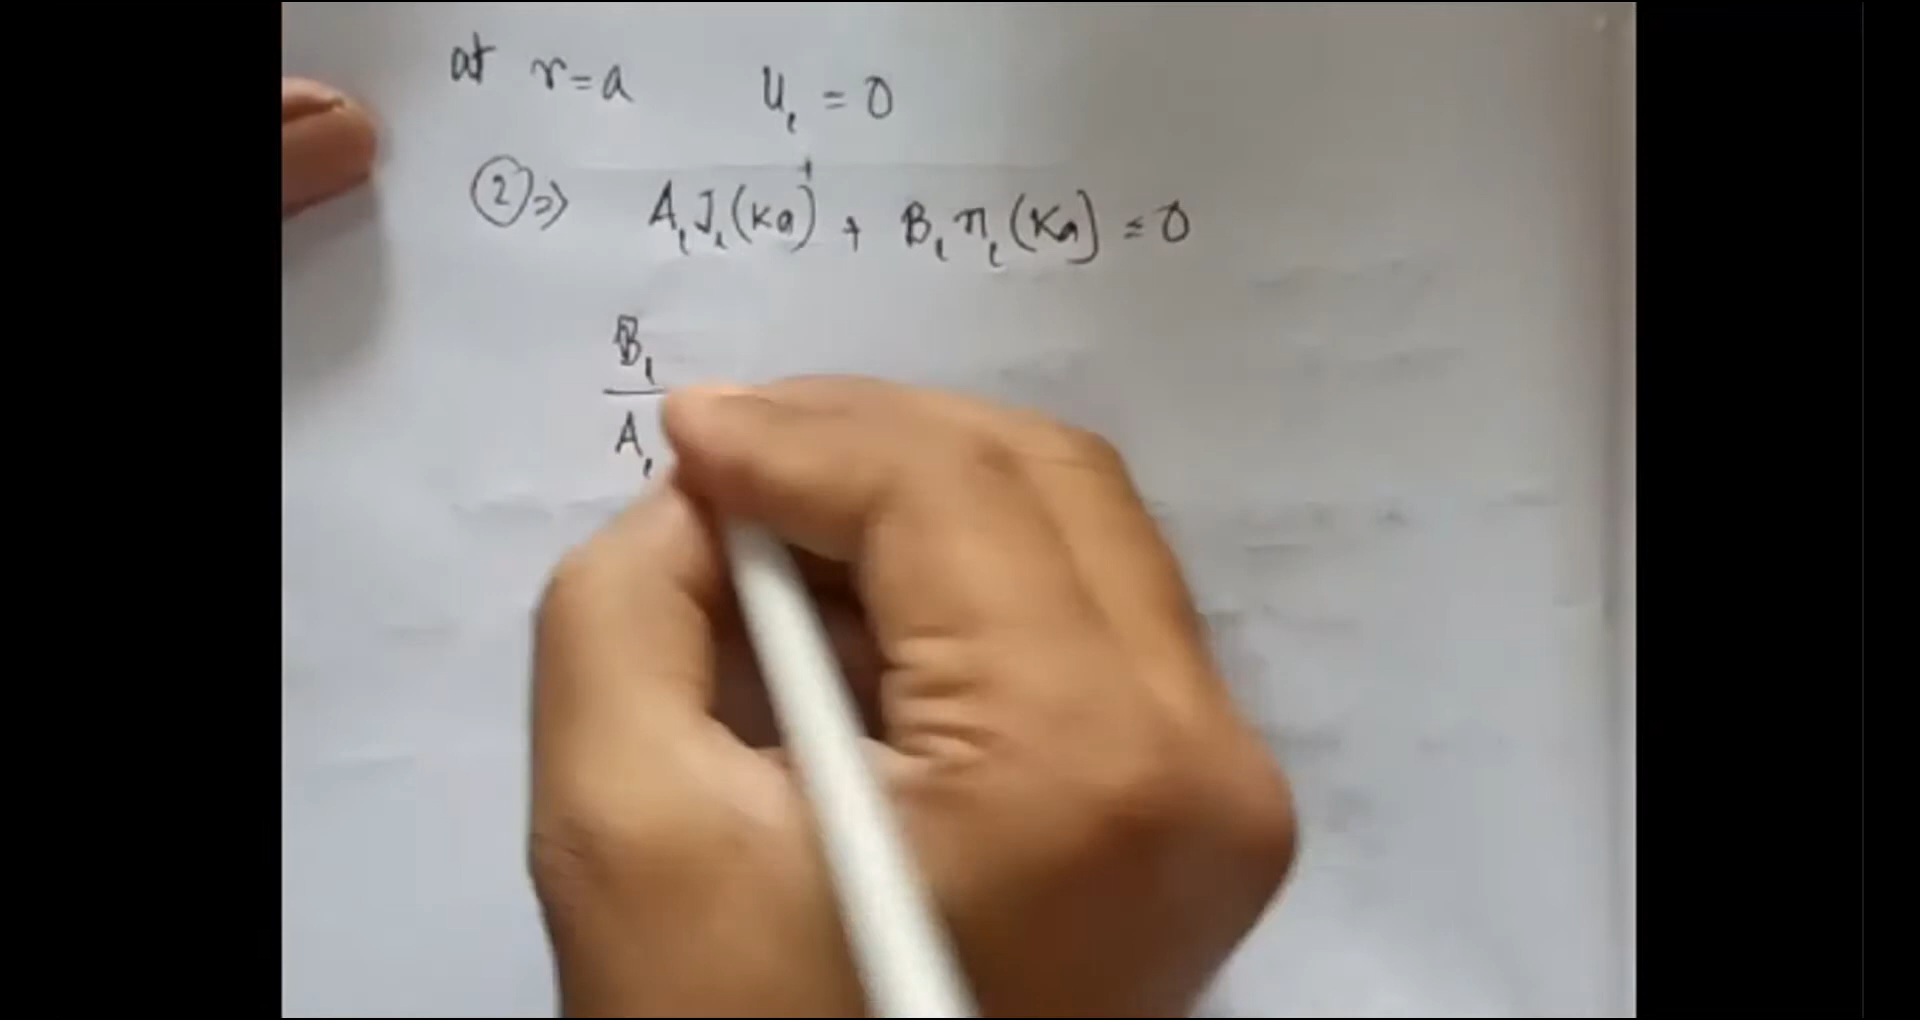 at r=a U_l = 0
② => A_l J_l (Ka) + B_l n_l (Ka) = 0
B_l
A_l